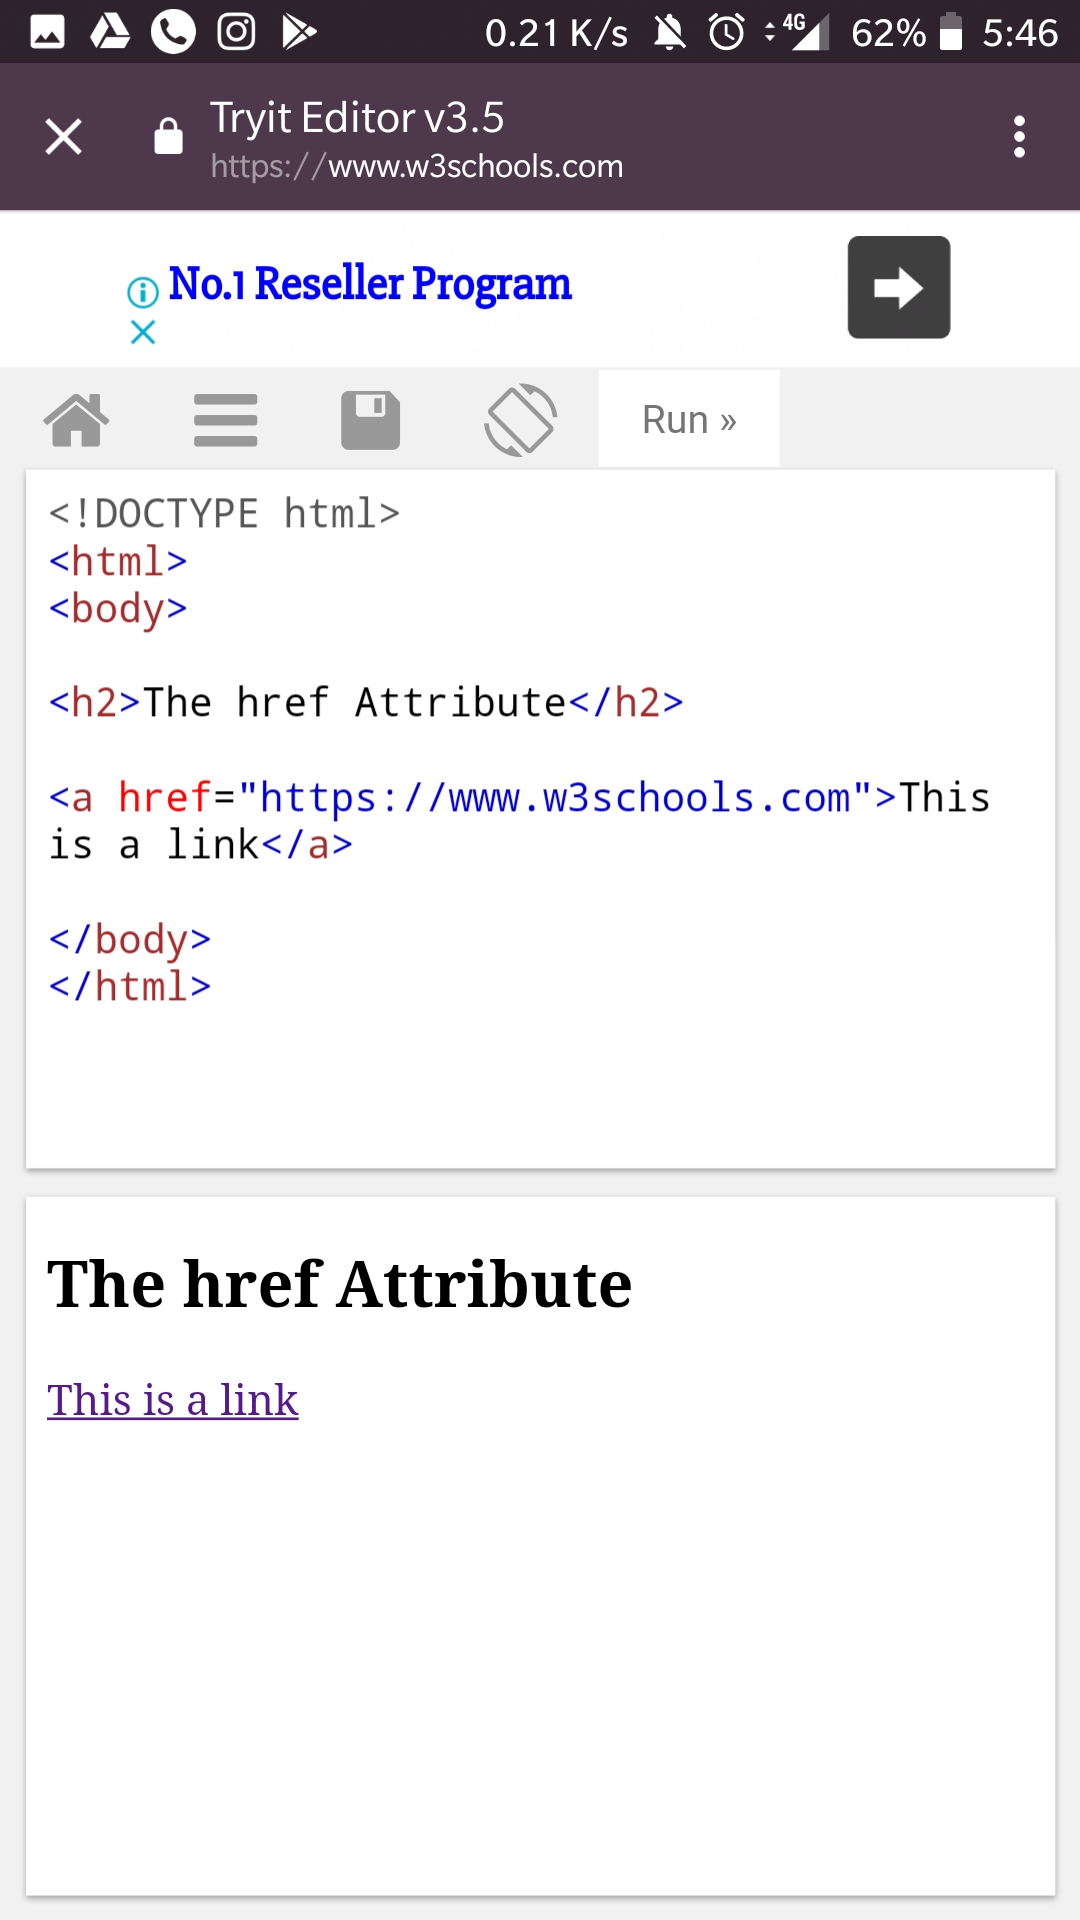 0.21 K/s 4G 62% 5:46
Tryit Editor v3.5
https://www.w3schools.com
No.1 Reseller Program
Run »
<!DOCTYPE html>
<html>
<body>
<h2>The href Attribute</h2>
<a href="https://www.w3schools.com">This
is a link</a>
</body>
</html>
The href Attribute
This is a link